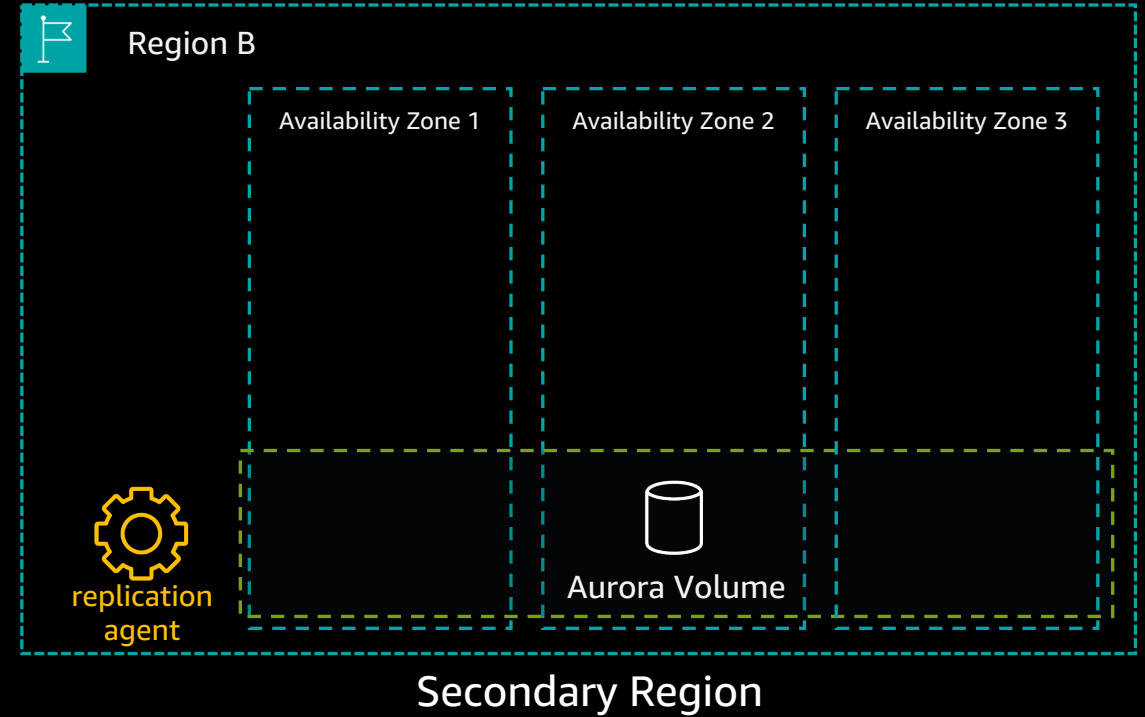 Region B
Availability Zone 1
Availability Zone 2
Availability Zone 3
Aurora Volume
replication
agent
Secondary Region